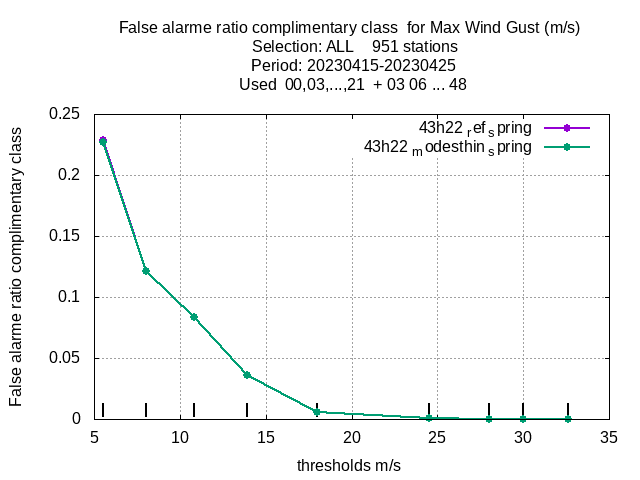 False alarme ratio complimentary class  for Max Wind Gust (m/s)
Selection: ALL    951 stations
Period: 20230415-20230425
Used  00,03,...,21  + 03 06 ... 48
False alarme ratio complimentary class
0.25
0.2
0.15
0.1
0.05
0
43h22 refspring
43h22 modesthin spring
5 10 15 20 25 30 35
thresholds m/s